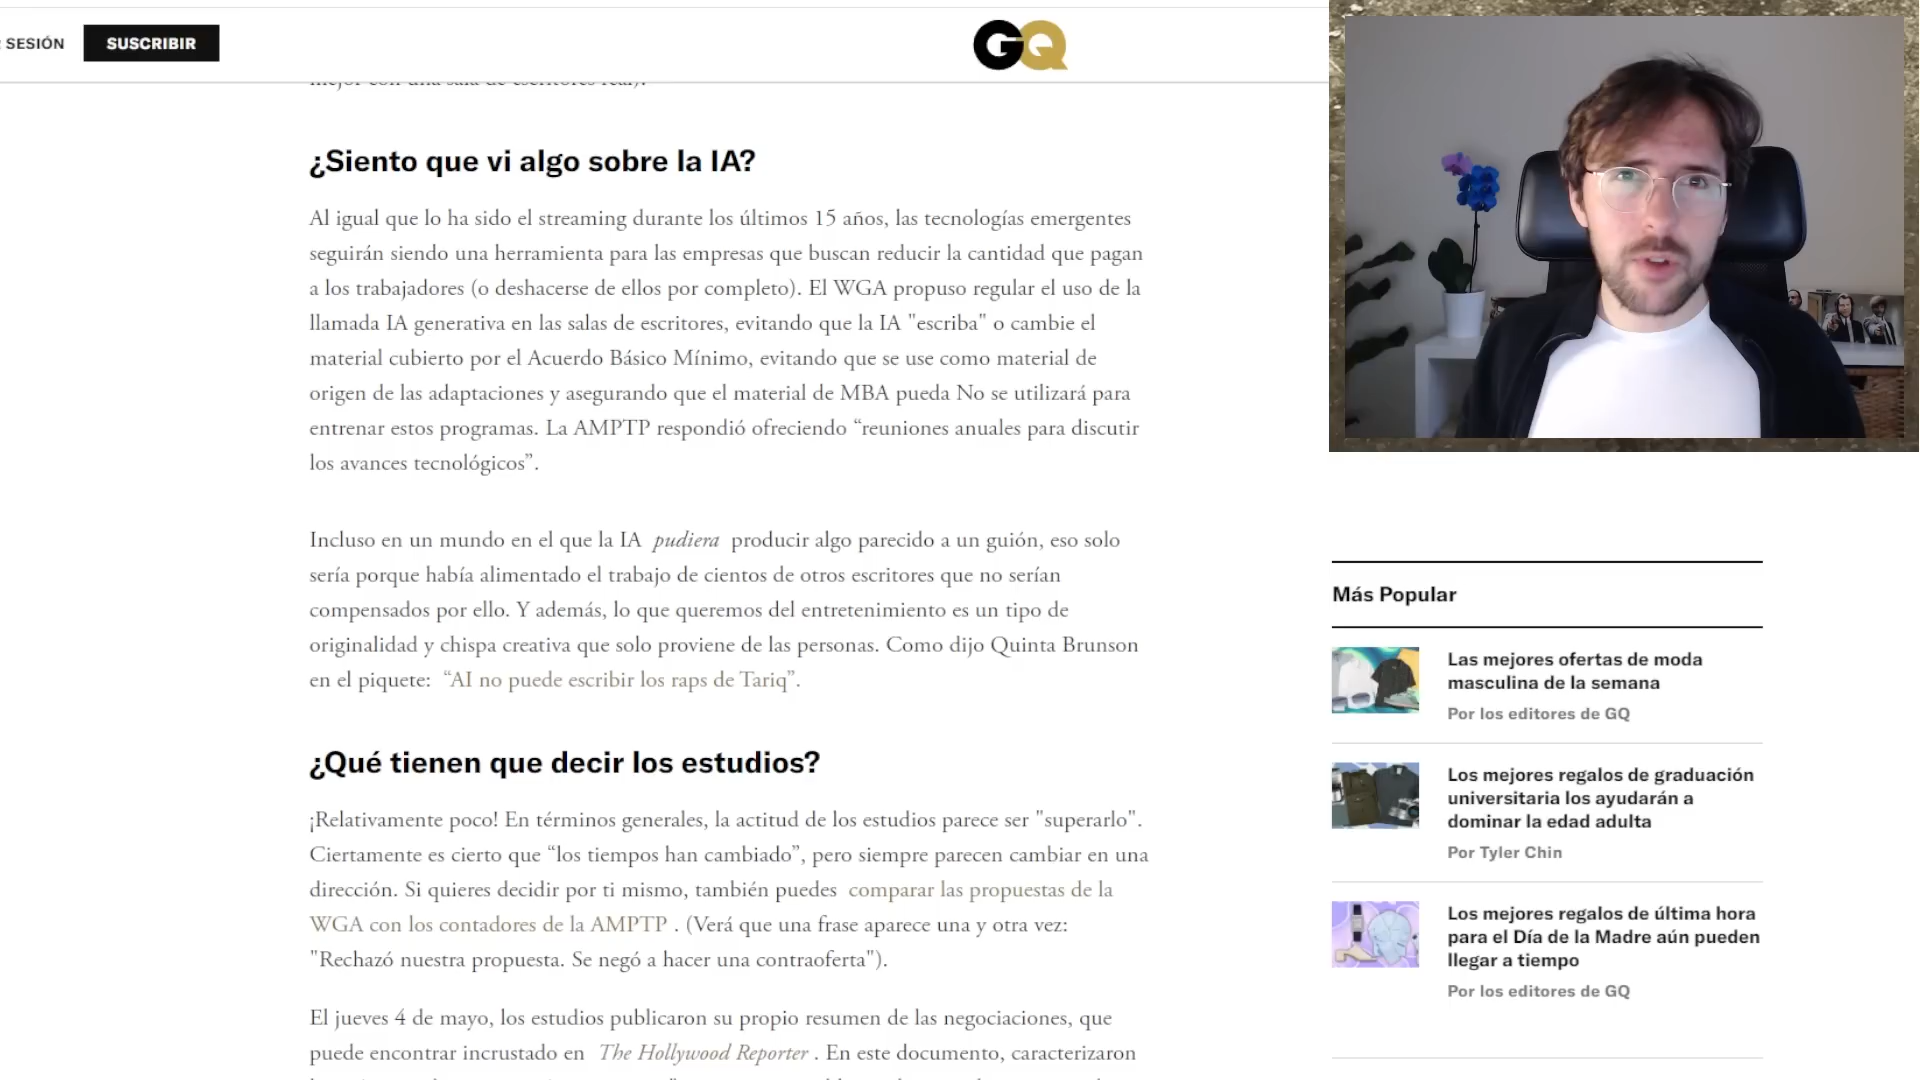 SESIÓN
SUSCRIBIR
GQ
mejor con una sala de escritores real).
¿Siento que vi algo sobre la IA?
Al igual que lo ha sido el streaming durante los últimos 15 años, las tecnologías emergentes
seguirán siendo una herramienta para las empresas que buscan reducir la cantidad que pagan
a los trabajadores (o deshacerse de ellos por completo). El WGA propuso regular el uso de la
llamada IA generativa en las salas de escritores, evitando que la IA "escriba" o cambie el
material cubierto por el Acuerdo Básico Mínimo, evitando que se use como material de
origen de las adaptaciones y asegurando que el material de MBA pueda No se utilizará para
entrenar estos programas. La AMPTP respondió ofreciendo “reuniones anuales para discutir
los avances tecnológicos”.
Incluso en un mundo en el que la IA pudiera producir algo parecido a un guión, eso solo
sería porque había alimentado el trabajo de cientos de otros escritores que no serían
compensados por ello. Y además, lo que queremos del entretenimiento es un tipo de
originalidad y chispa creativa que solo proviene de las personas. Como dijo Quinta Brunson
en el piquete: “AI no puede escribir los raps de Tariq”.
¿Qué tienen que decir los estudios?
¡Relativamente poco! En términos generales, la actitud de los estudios parece ser "superarlo".
Ciertamente es cierto que “los tiempos han cambiado”, pero siempre parecen cambiar en una
dirección. Si quieres decidir por ti mismo, también puedes comparar las propuestas de la
WGA con los contadores de la AMPTP . (Verá que una frase aparece una y otra vez:
"Rechazó nuestra propuesta. Se negó a hacer una contraoferta").
El jueves 4 de mayo, los estudios publicaron su propio resumen de las negociaciones, que
puede encontrar incrustado en The Hollywood Reporter . En este documento, caracterizaron
Más Popular
Las mejores ofertas de moda
masculina de la semana
Por los editores de GQ
Los mejores regalos de graduación
universitaria los ayudarán a
dominar la edad adulta
Por Tyler Chin
Los mejores regalos de última hora
para el Día de la Madre aún pueden
llegar a tiempo
Por los editores de GQ